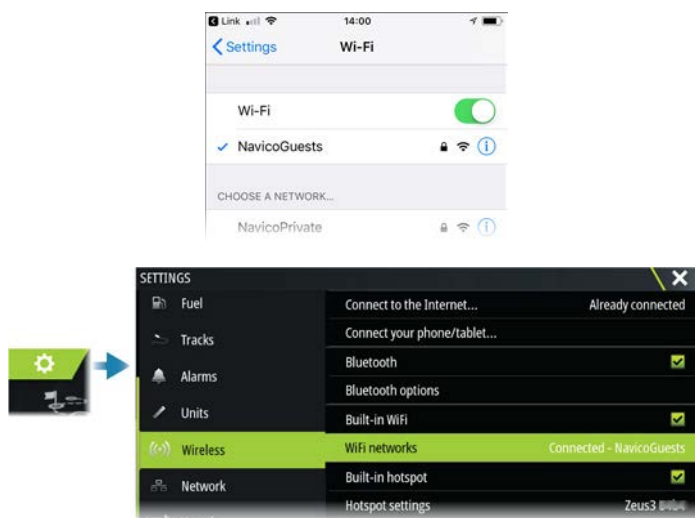 Link 14:00
Settings Wi-Fi
Wi-Fi
NavicoGuests
CHOOSE A NETWORK...
NavicoPrivate
SETTINGS
Fuel
Tracks
Alarms
Units
Wireless
Network
Connect to the Internet... Already connected
Connect your phone/tablet...
Bluetooth
Bluetooth options
Built-in WiFi
WiFi networks Connected - NavicoGuests
Built-in hotspot
Hotspot settings Zeus3